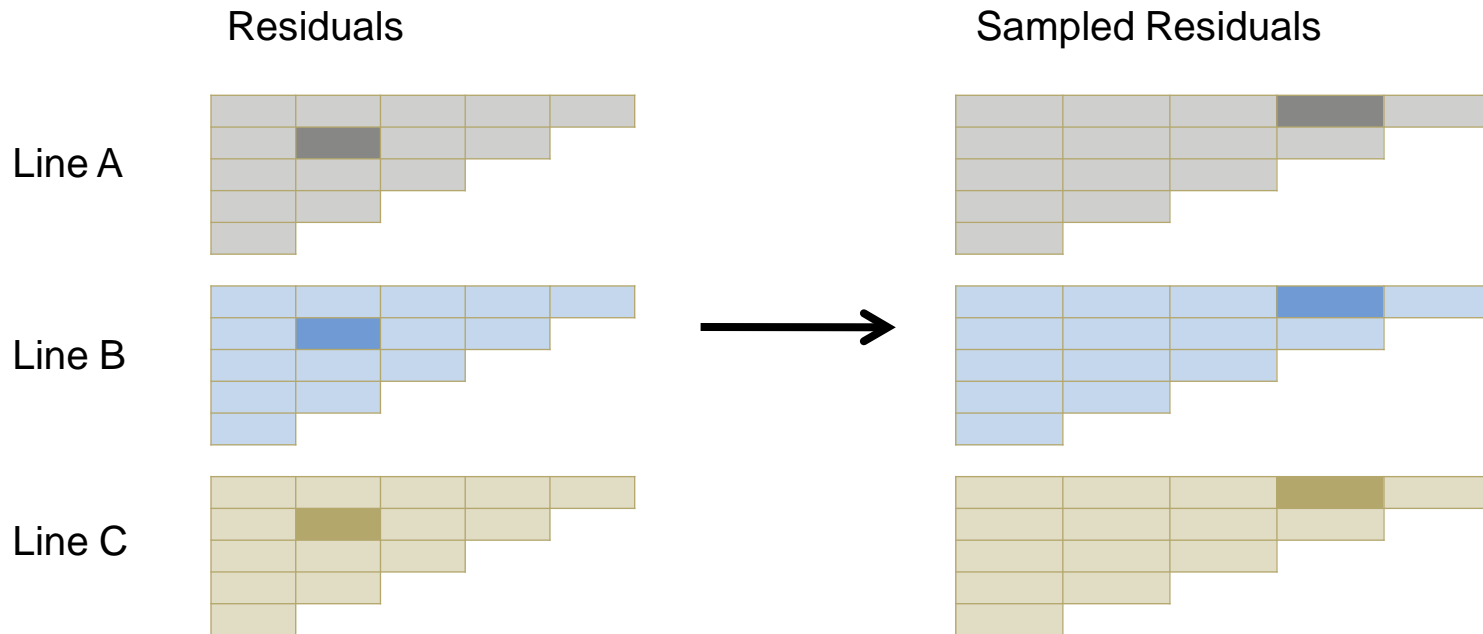 Residuals
Sampled Residuals
Line A
Line B
Line C